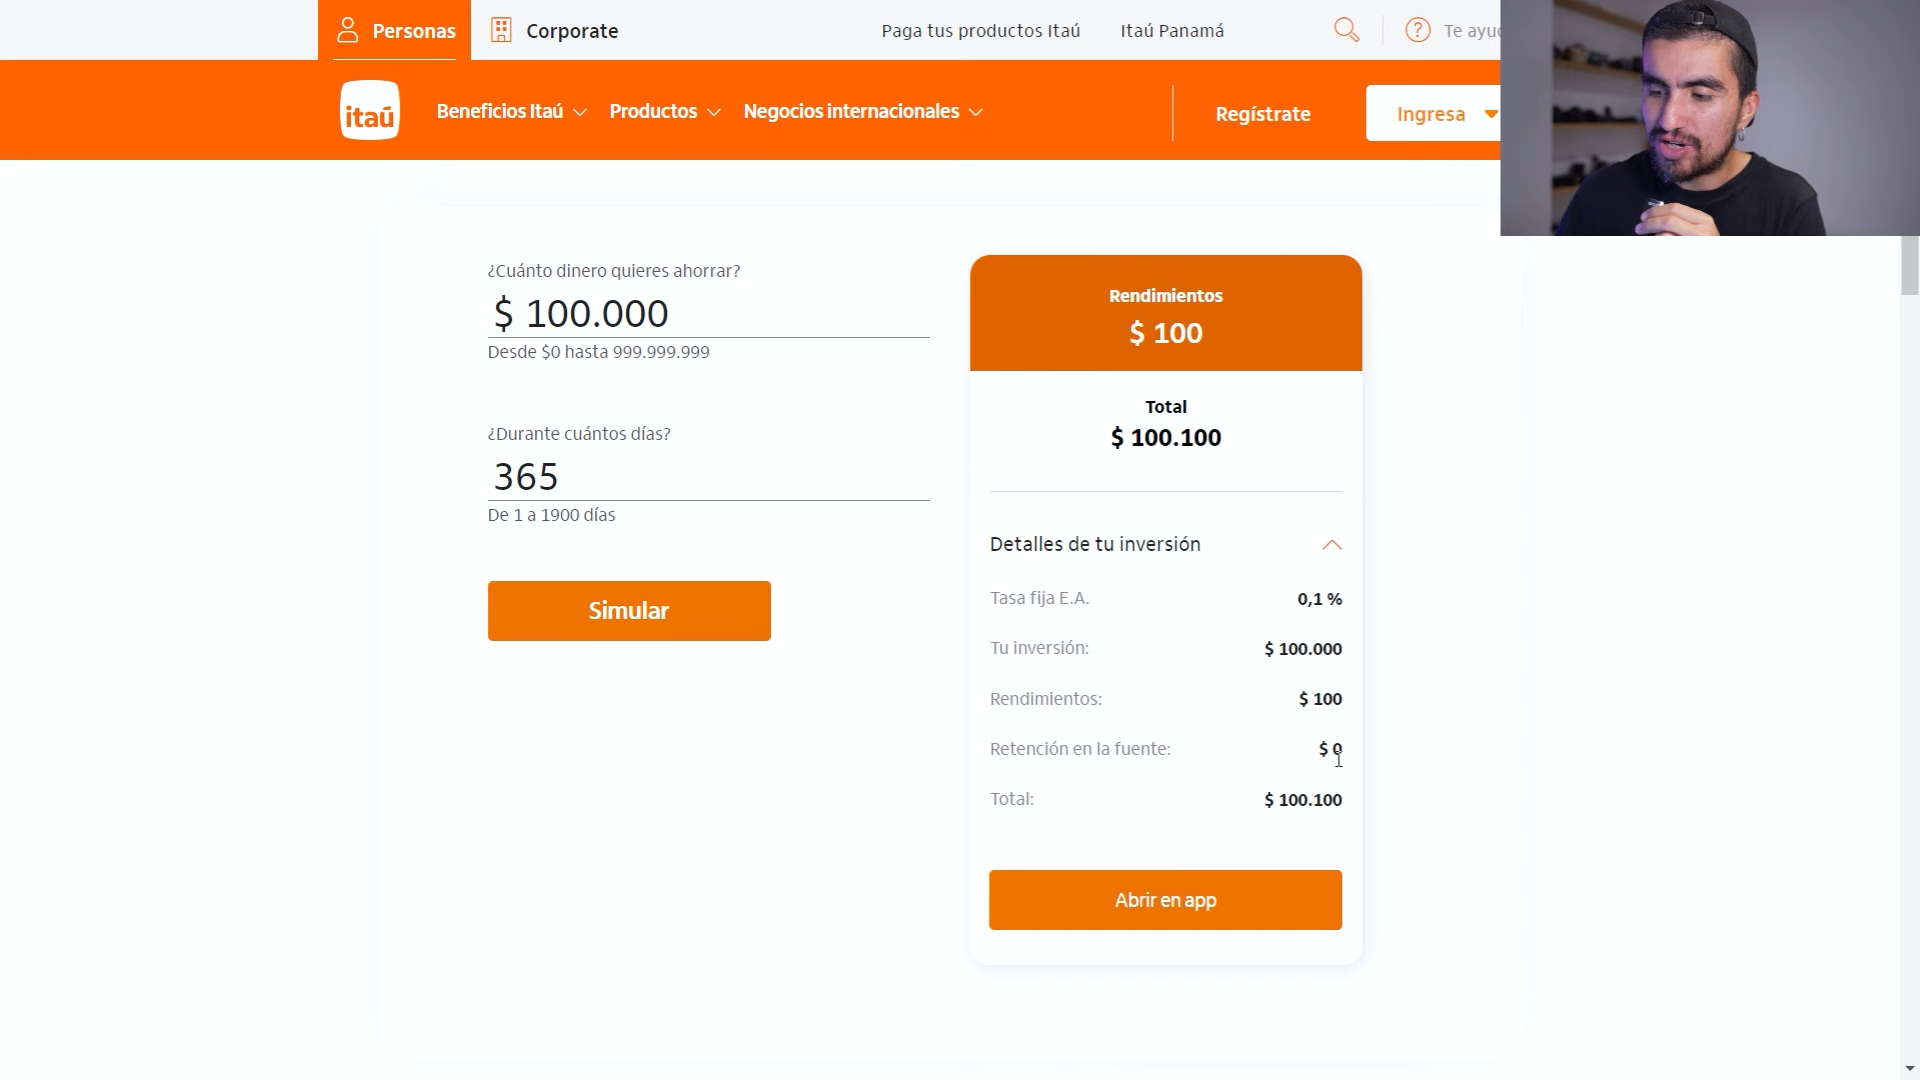 Personas
Corporate
Paga tus productos Itaú
Itaú Panamá
Te
itaú
Beneficios Itaú
Productos
Negocios internacionales
Regístrate
Ingresa
¿Cuánto dinero quieres ahorrar?
$ 100.000
Desde $0 hasta 999.999.999
¿Durante cuántos días?
365
De 1 a 1900 días
Simular
Rendimientos
$ 100
Total
$ 100.100
Detalles de tu inversión
Tasa fija E.A. 0,1 %
Tu inversión: $ 100.000
Rendimientos: $ 100
Retención en la fuente: $ 0
Total: $ 100.100
Abrir en app